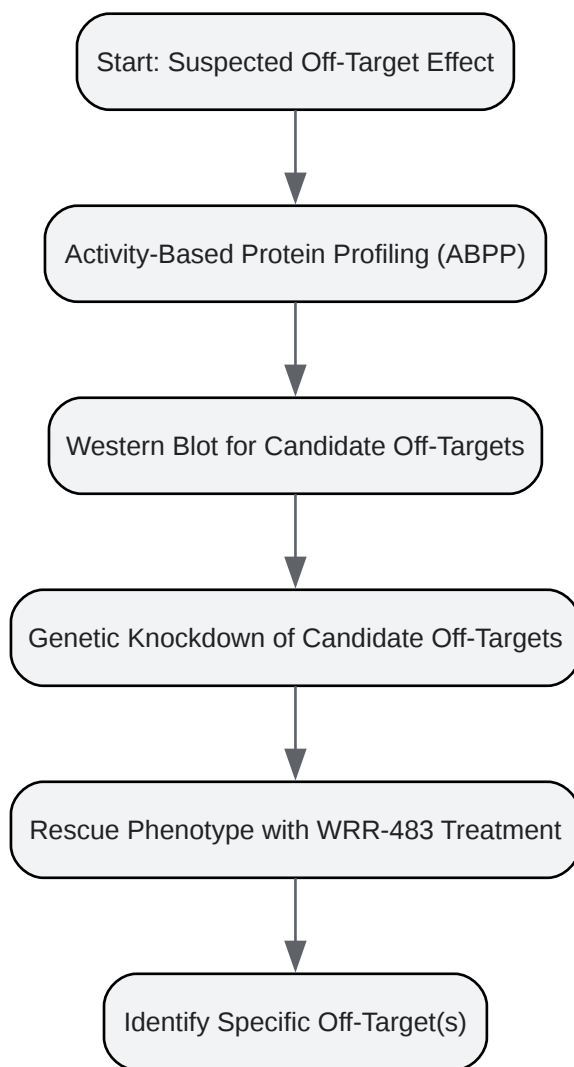 Start: Suspected Off-Target Effect
Activity-Based Protein Profiling (ABPP)
Western Blot for Candidate Off-Targets
Genetic Knockdown of Candidate Off-Targets
Rescue Phenotype with WRR-483 Treatment
Identify Specific Off-Target(s)